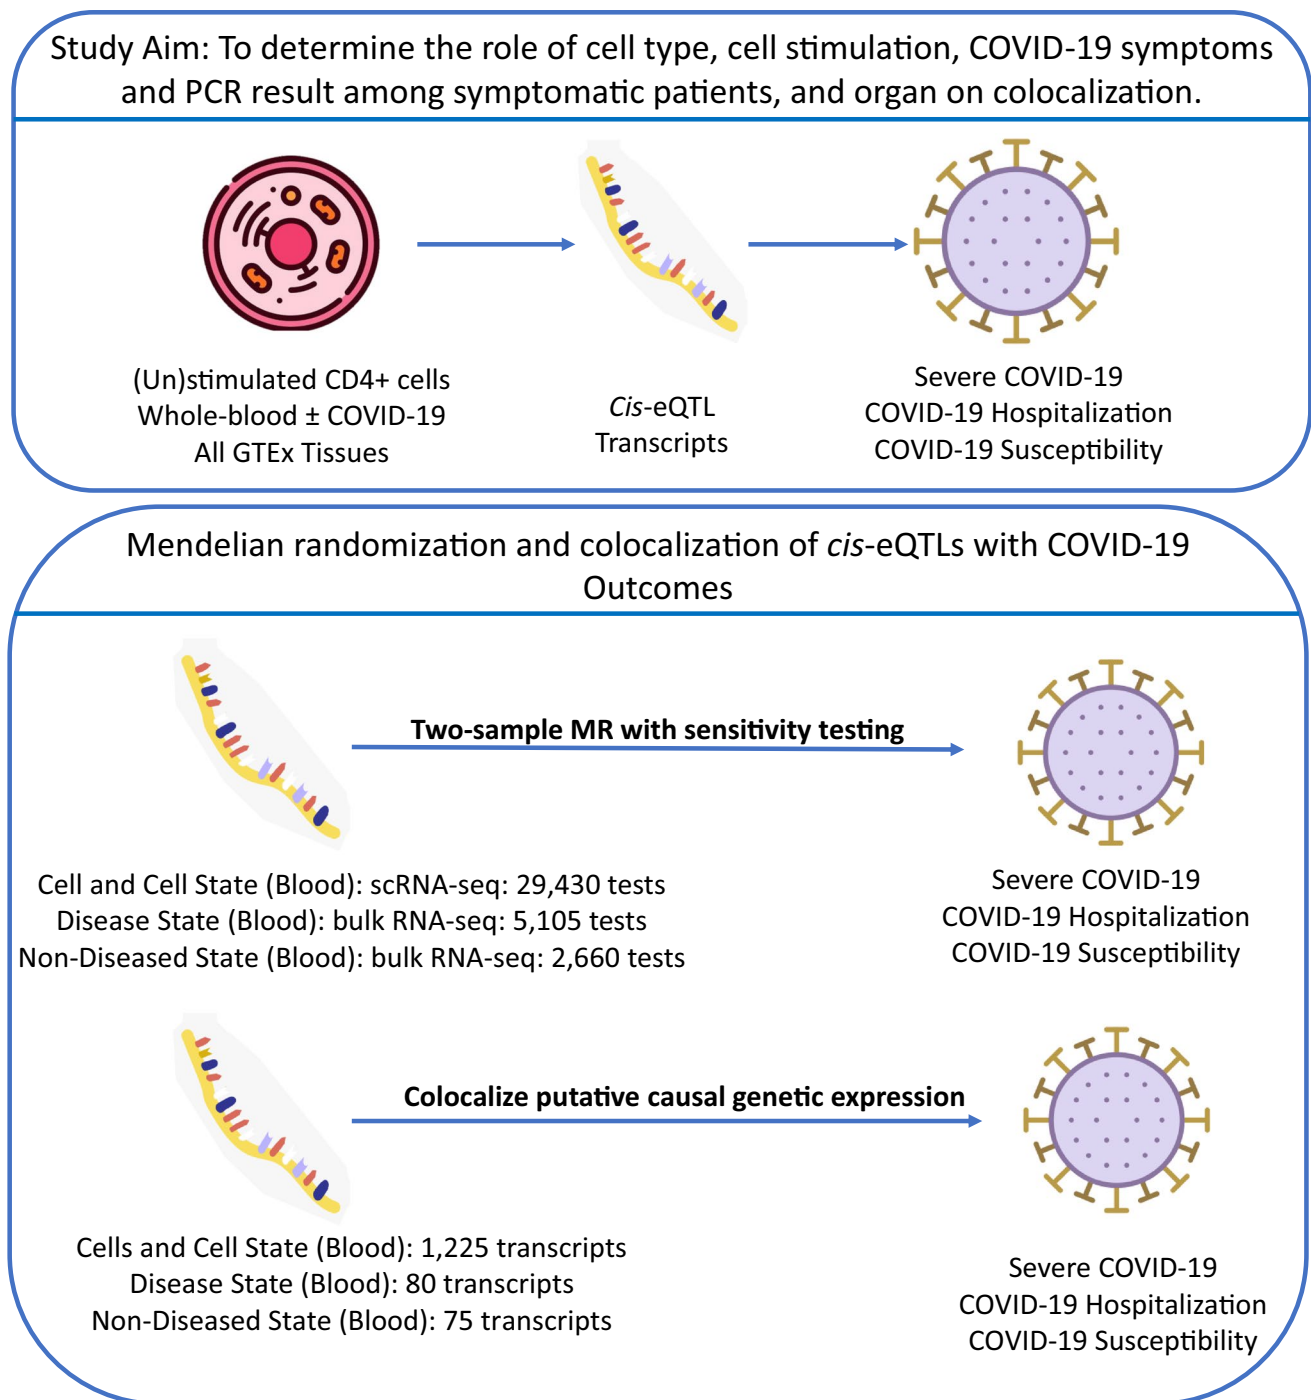 Study Aim: To determine the role of cell type, cell stimulation, COVID-19 symptoms
and PCR result among symptomatic patients, and organ on colocalization.
(Un)stimulated CD4+ cells
Whole-blood ± COVID-19
All GTEx Tissues
Cis-eQTL
Transcripts
Severe COVID-19
COVID-19 Hospitalization
COVID-19 Susceptibility
Mendelian randomization and colocalization of cis-eQTLs with COVID-19
Outcomes
Two-sample MR with sensitivity testing
Cell and Cell State (Blood): scRNA-seq: 29,430 tests
Disease State (Blood): bulk RNA-seq: 5,105 tests
Non-Diseased State (Blood): bulk RNA-seq: 2,660 tests
Severe COVID-19
COVID-19 Hospitalization
COVID-19 Susceptibility
Colocalize putative causal genetic expression
Cells and Cell State (Blood): 1,225 transcripts
Disease State (Blood): 80 transcripts
Non-Diseased State (Blood): 75 transcripts
Severe COVID-19
COVID-19 Hospitalization
COVID-19 Susceptibility